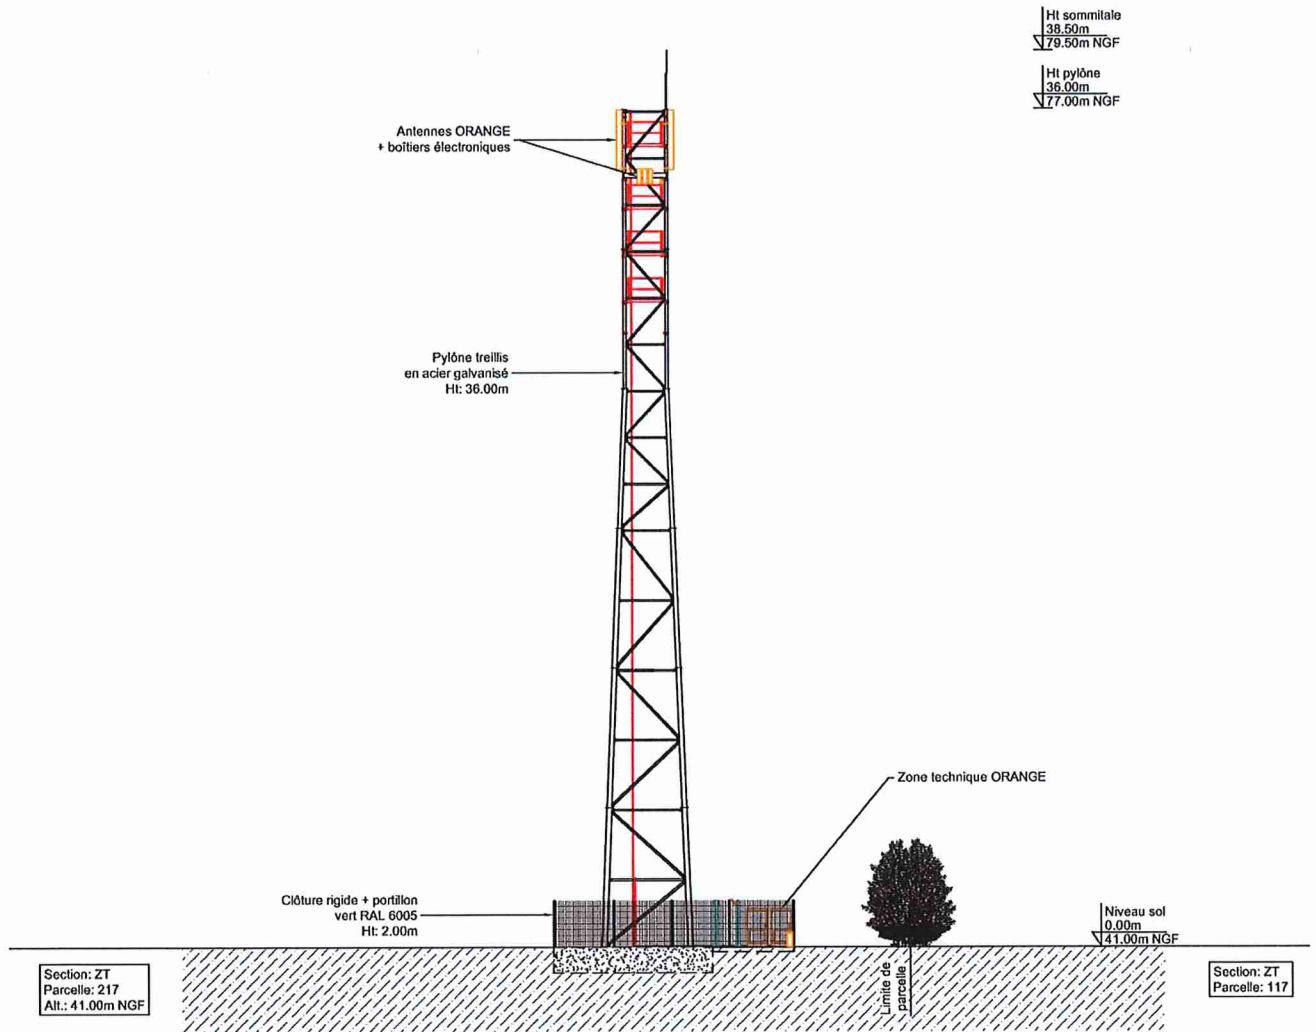 Ht sommitale
38.50m
79.50m NGF
Ht pylône
36.00m
77.00m NGF
Antennes ORANGE
+ boîtiers électroniques
Pylône treillis
en acier galvanisé
Ht: 36.00m
Zone technique ORANGE
Clôture rigide + portillon
vert RAL 6005
Ht: 2.00m
Niveau sol
0.00m
41.00m NGF
Section: ZT
Parcelle: 217
Alt.: 41.00m NGF
Limite de
parcelle
Section: ZT
Parcelle: 117